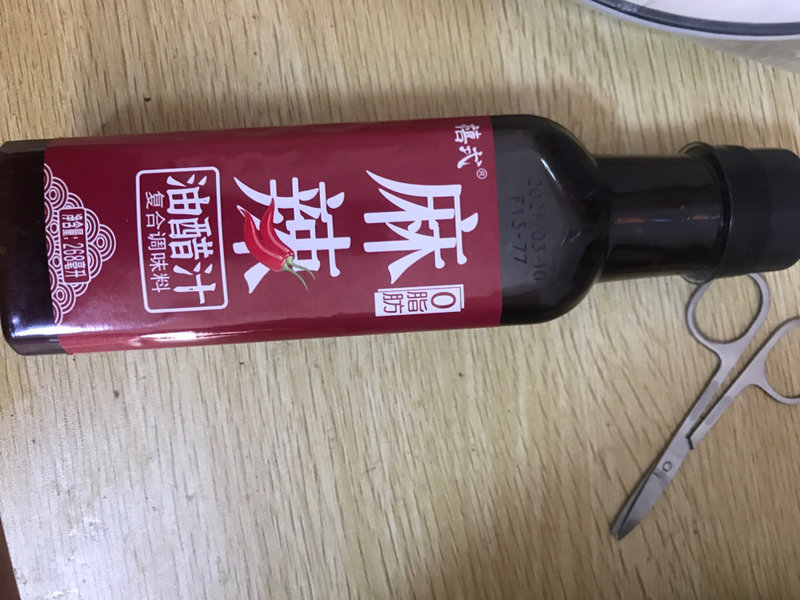 禧式®
麻辣
0脂肪
油醋汁
复合调味料
净含量:268毫升
2021.03.10
F13-77